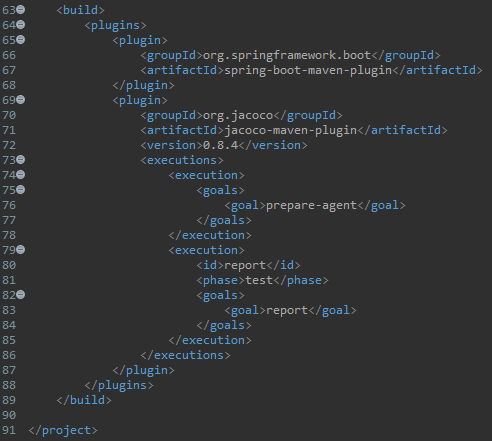 63    <build>
64        <plugins>
65            <plugin>
66                <groupId>org.springframework.boot</groupId>
67                <artifactId>spring-boot-maven-plugin</artifactId>
68            </plugin>
69            <plugin>
70                <groupId>org.jacoco</groupId>
71                <artifactId>jacoco-maven-plugin</artifactId>
72                <version>0.8.4</version>
73                <executions>
74                    <execution>
75                        <goals>
76                            <goal>prepare-agent</goal>
77                        </goals>
78                    </execution>
79                    <execution>
80                        <id>report</id>
81                        <phase>test</phase>
82                        <goals>
83                            <goal>report</goal>
84                        </goals>
85                    </execution>
86                </executions>
87            </plugin>
88        </plugins>
89    </build>
90
91 </project>